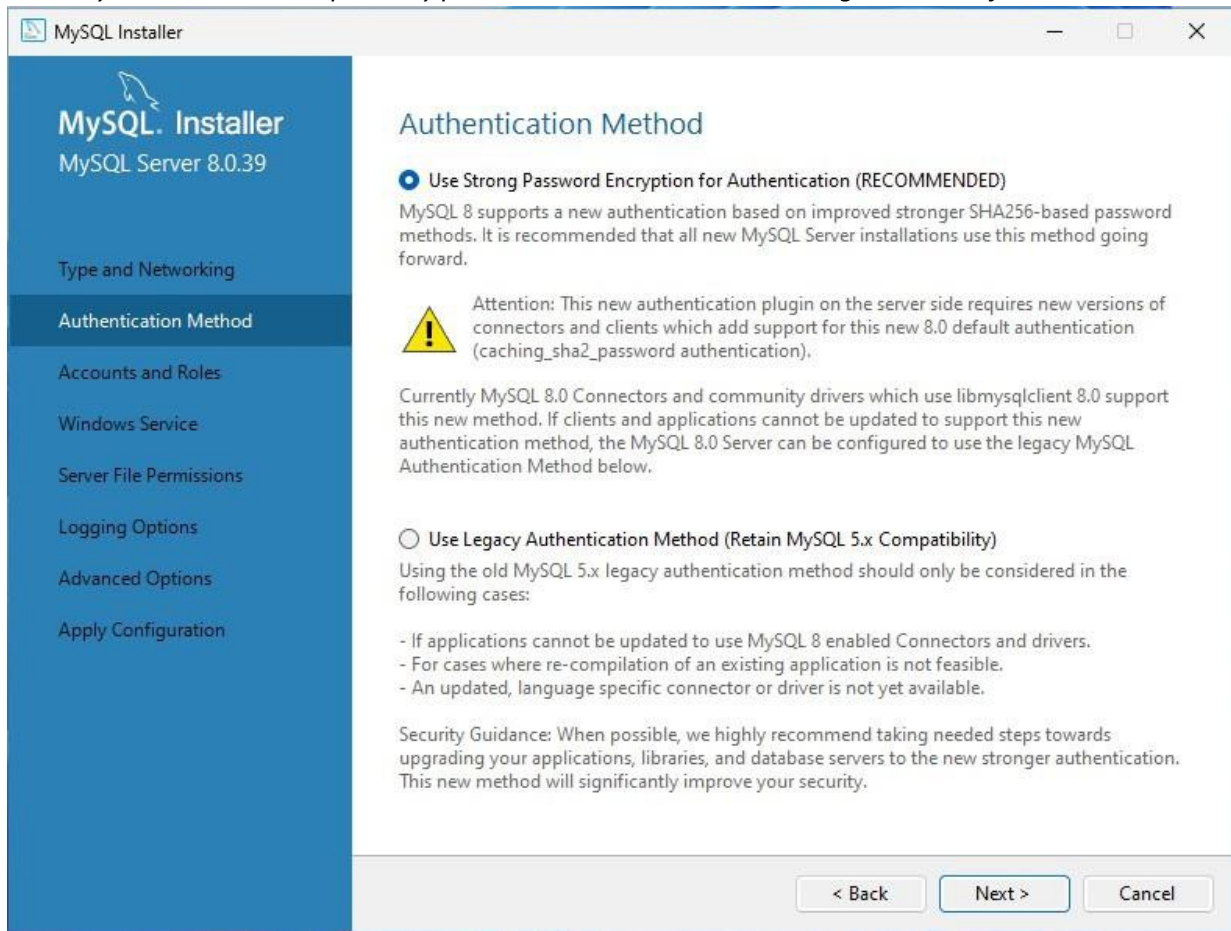 MySQL Installer
MySQL. Installer
MySQL Server 8.0.39
Type and Networking
Authentication Method
Accounts and Roles
Windows Service
Server File Permissions
Logging Options
Advanced Options
Apply Configuration
Authentication Method
Use Strong Password Encryption for Authentication (RECOMMENDED)
MySQL 8 supports a new authentication based on improved stronger SHA256-based password
methods. It is recommended that all new MySQL Server installations use this method going
forward.
Attention: This new authentication plugin on the server side requires new versions of
connectors and clients which add support for this new 8.0 default authentication
(caching_sha2_password authentication).
Currently MySQL 8.0 Connectors and community drivers which use libmysqlclient 8.0 support
this new method. If clients and applications cannot be updated to support this new
authentication method, the MySQL 8.0 Server can be configured to use the legacy MySQL
Authentication Method below.
Use Legacy Authentication Method (Retain MySQL 5.x Compatibility)
Using the old MySQL 5.x legacy authentication method should only be considered in the
following cases:
- If applications cannot be updated to use MySQL 8 enabled Connectors and drivers.
- For cases where re-compilation of an existing application is not feasible.
- An updated, language specific connector or driver is not yet available.
Security Guidance: When possible, we highly recommend taking needed steps towards
upgrading your applications, libraries, and database servers to the new stronger authentication.
This new method will significantly improve your security.
< Back
Next >
Cancel